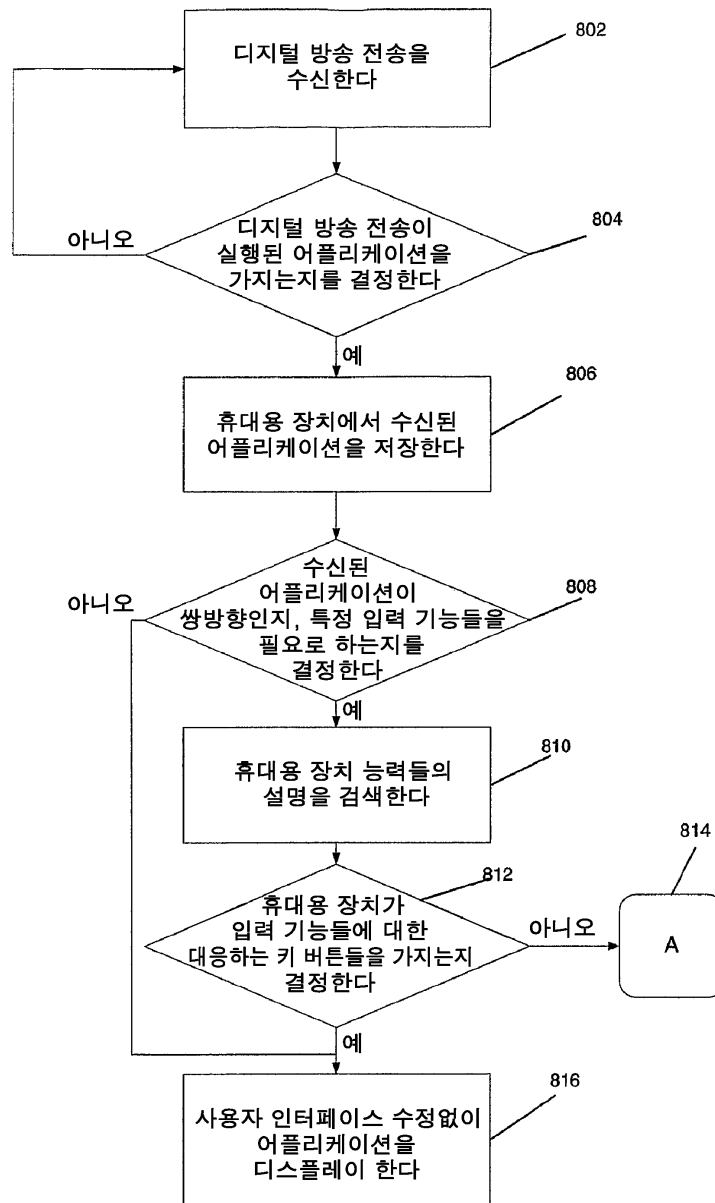 디지털 방송 전송을
수신한다
802
디지털 방송 전송이
실행된 어플리케이션을
가지는지를 결정한다
804
아니오
예
휴대용 장치에서 수신된
어플리케이션을 저장한다
806
수신된
어플리케이션이
쌍방향인지, 특정 입력 기능들을
필요로 하는지를
결정한다
808
아니오
예
휴대용 장치 능력들의
설명을 검색한다
810
휴대용 장치가
입력 기능들에 대한
대응하는 키 버튼들을 가지는지
결정한다
812
아니오
814
A
예
사용자 인터페이스 수정없이
어플리케이션을
디스플레이 한다
816